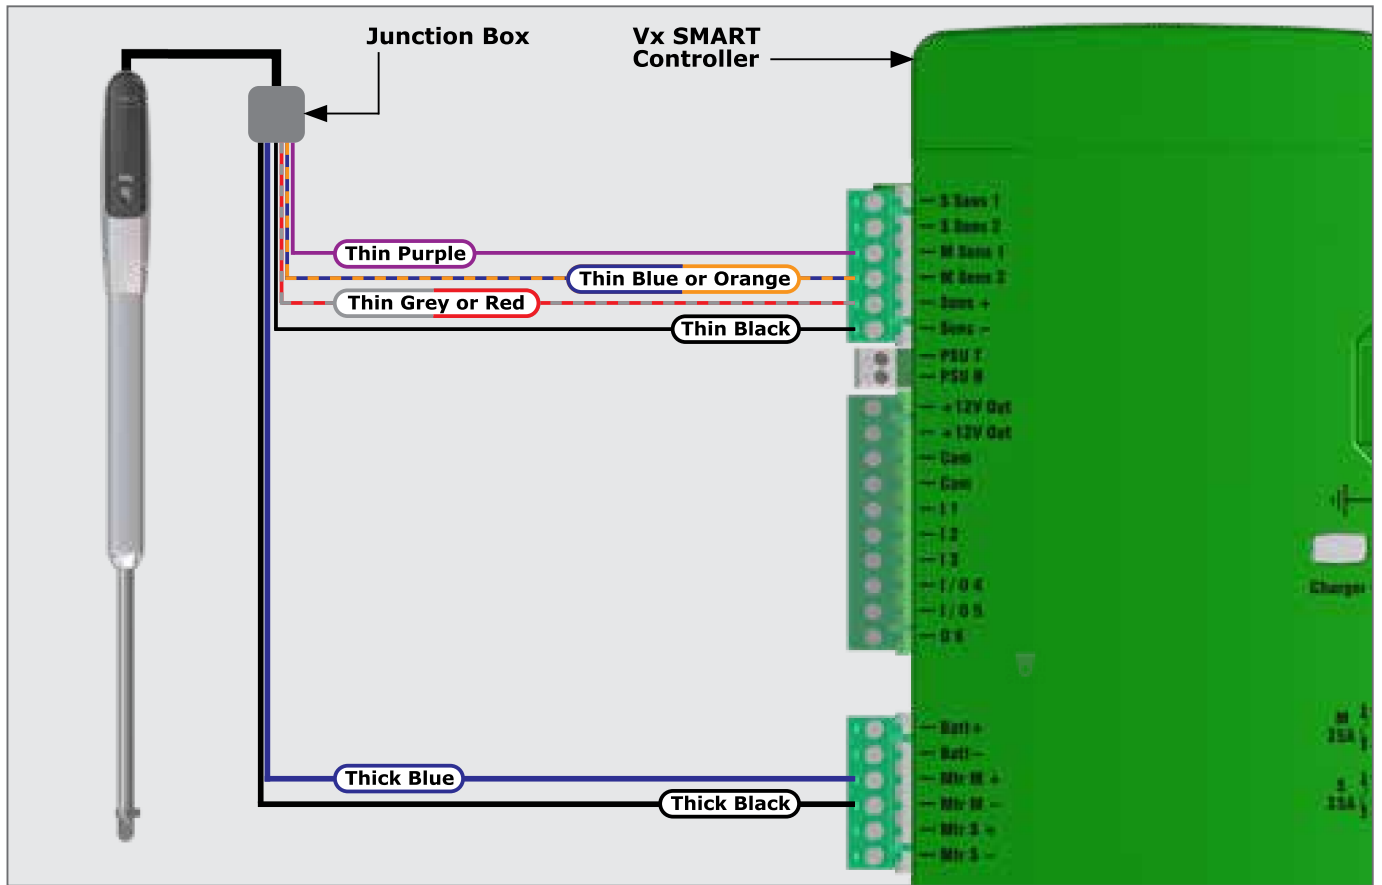 Junction Box
Vx SMART
Controller
S Sens 1
S Sens 2
Thin Purple
M Sens 1
Thin Blue or Orange
M Sens 2
Thin Grey or Red
Sens +
Thin Black
Sens –
PSU T
PSU R
+12V Out
+12V Out
Com
Com
I 1
I 2
I 3
I / O 4
I / O 5
O 6
Charger
Batt +
Batt –
M
15A
Thick Blue
Mtr M +
S
15A
Thick Black
Mtr M –
Mtr S +
Mtr S –